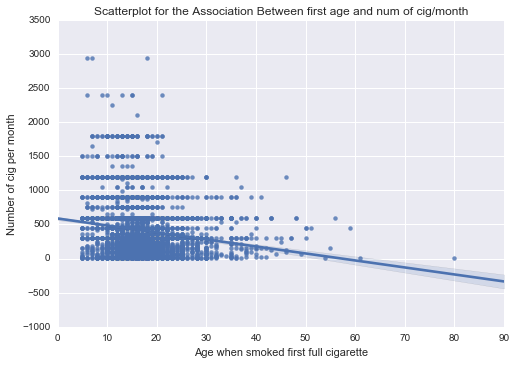 Scatterplot for the Association Between first age and num of cig/month
3500
3000
2500
2000
1500
1000
500
0
−500
−1000
Number of cig per month
0 10 20 30 40 50 60 70 80 90
Age when smoked first full cigarette